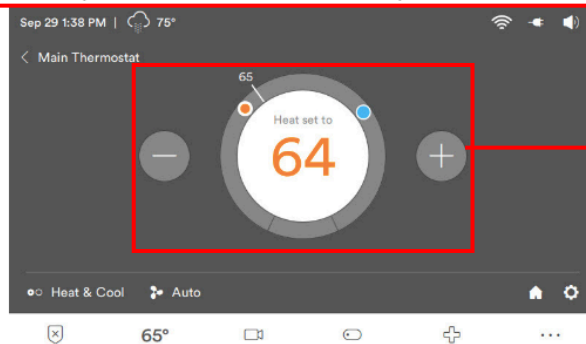 Sep 29 1:38 PM | 75°
< Main Thermostat
65
Heat set to
64
Heat & Cool Auto
65°